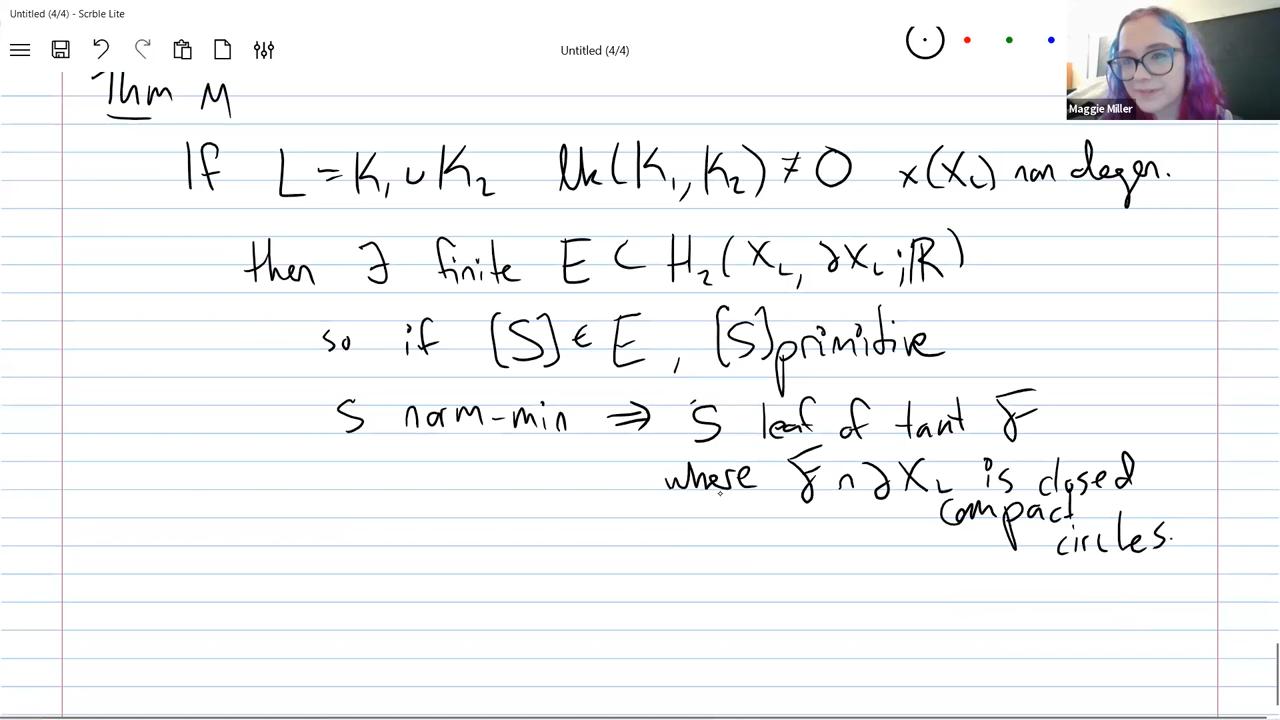 Untitled (4/4) - Scrble Lite
Untitled (4/4)
Maggie Miller
Thm M
If L = K₁ ∪ K₂ lk(K₁, K₂) ≠ 0 x(X_L) non degen.
then ∃ finite E ⊂ H₂(X_L, ∂X_L; ℝ)
so if [S] ∈ E, [S] primitive
S norm-min ⇒ S leaf of taut F
where F ∩ ∂X_L is closed
compact
circles.